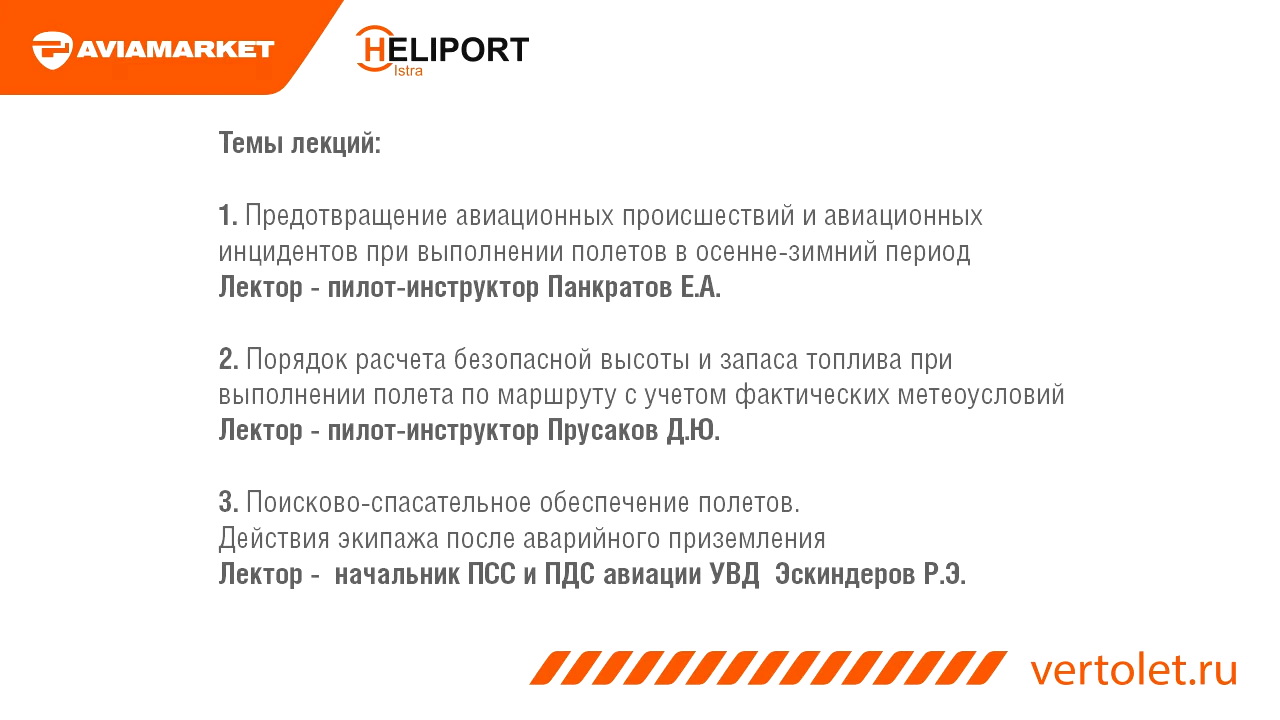 AVIAMARKET
HELIPORT
Istra
Темы лекций:
1. Предотвращение авиационных происшествий и авиационных
инцидентов при выполнении полетов в осенне-зимний период
Лектор - пилот-инструктор Панкратов Е.А.
2. Порядок расчета безопасной высоты и запаса топлива при
выполнении полета по маршруту с учетом фактических метеоусловий
Лектор - пилот-инструктор Прусаков Д.Ю.
3. Поисково-спасательное обеспечение полетов.
Действия экипажа после аварийного приземления
Лектор -  начальник ПСС и ПДС авиации УВД  Эскиндеров Р.Э.
vertolet.ru